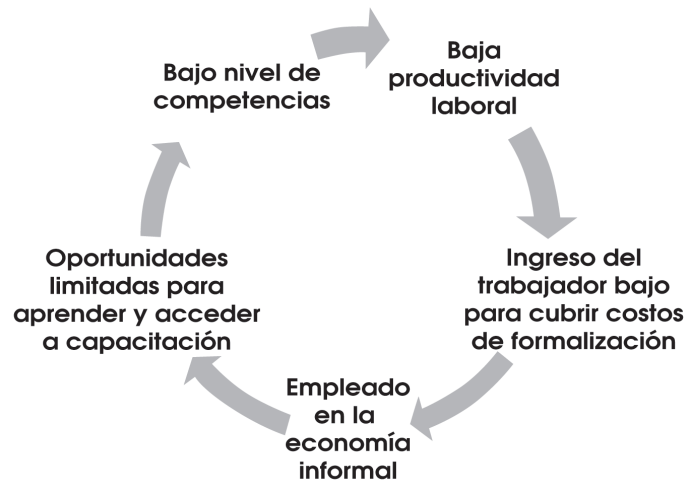 Bajo nivel de
competencias
Baja
productividad
laboral
Ingreso del
trabajador bajo
para cubrir costos
de formalización
Empleado
en la
economía
informal
Oportunidades
limitadas para
aprender y acceder
a capacitación